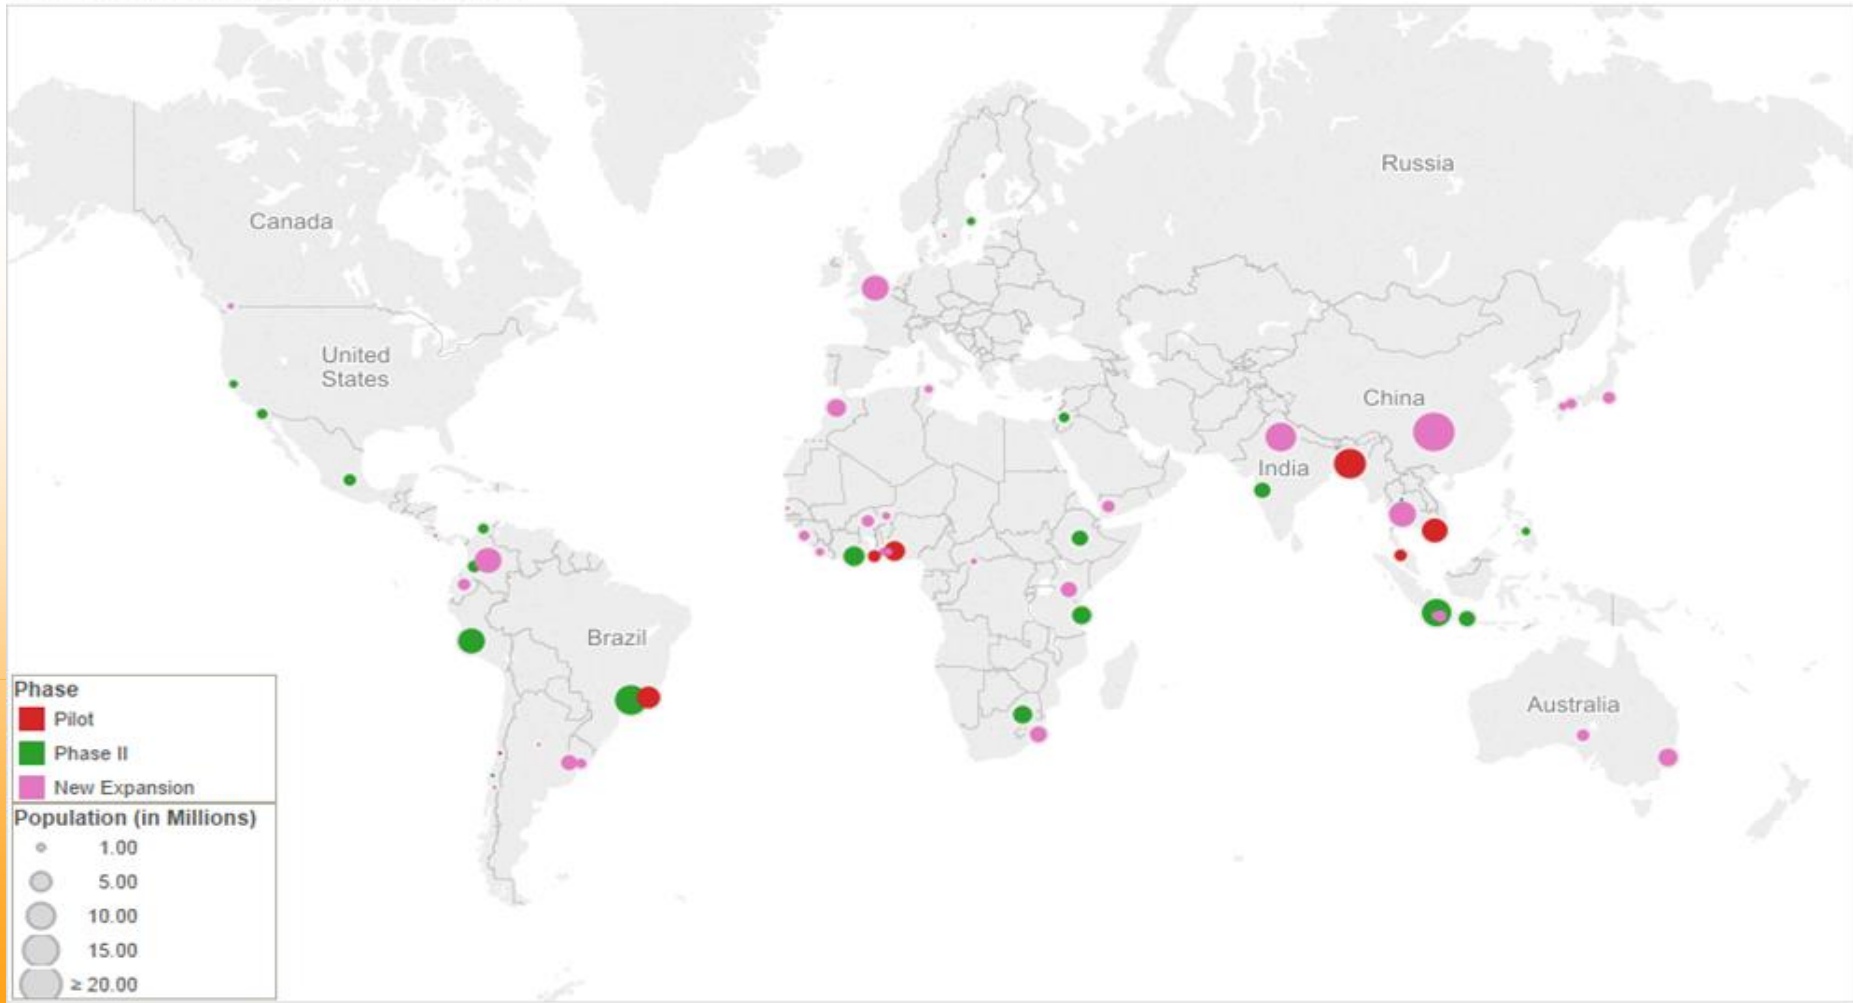 Russia
Canada
United
States
China
India
Brazil
Australia
Phase
Pilot
Phase II
New Expansion
Population (in Millions)
1.00
5.00
10.00
15.00
≥ 20.00